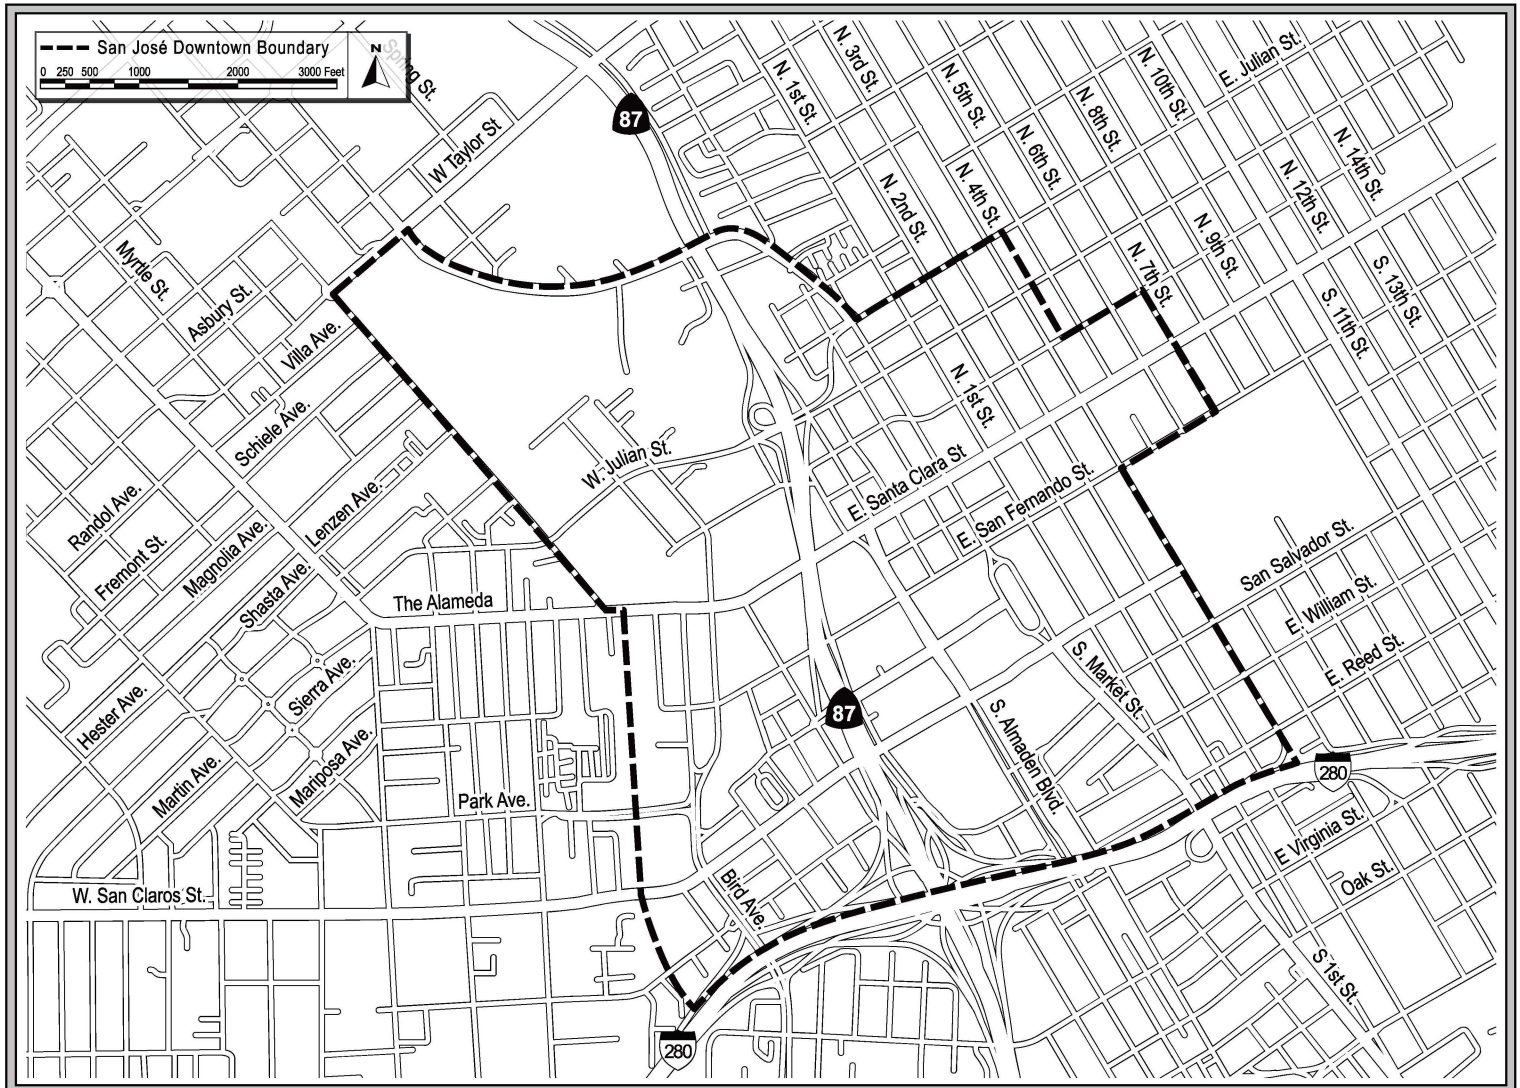 San José Downtown Boundary
0 250 500 1000 2000 3000 Feet
N
Spring St.
87
W Taylor St
N. 1st St.
N. 3rd St.
N. 5th St.
N. 10th St.
E. Julian St.
N. 8th St.
N. 6th St.
N. 14th St.
N. 12th St.
N. 4th St.
N. 2nd St.
N. 9th St.
N. 7th St.
S. 13th St.
S. 11th St.
Myrtle St.
Asbury St.
Villa Ave.
Schiele Ave.
N. 1st St.
W. Julian St.
E. Santa Clara St
E. San Fernando St.
Randol Ave.
Fremont St.
Magnolia Ave.
Lenzen Ave.
Shasta Ave.
The Alameda
San Salvador St.
E. William St.
E. Reed St.
Hester Ave.
Sierra Ave.
Martin Ave.
Mariposa Ave.
Park Ave.
87
S. Market St.
S. Almaden Blvd.
280
E Virginia St.
Oak St.
W. San Claros St.
Bird Ave.
S 1st St.
280